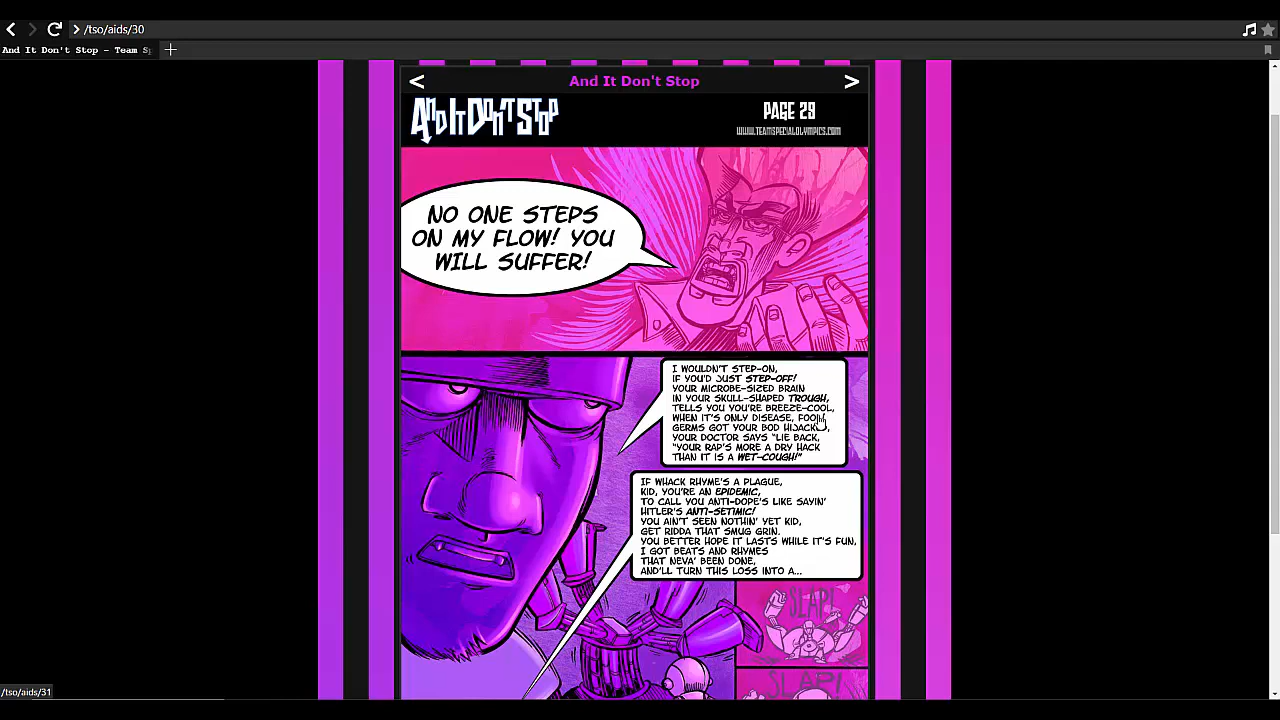 /tso/aids/30
And It Don't Stop - Team Sp
And It Don't Stop
AND IT DON'T STOP
PAGE 29
WWW.TEAMSPECIALOLYMPICS.COM
NO ONE STEPS
ON MY FLOW! YOU
WILL SUFFER!
I WOULDN'T STEP-ON,
IF YOU'D JUST STEP-OFF!
YOUR MICROBE-SIZED BRAIN
IN YOUR SKULL-SHAPED TROUGH,
TELLS YOU YOU'RE BREEZE-COOL,
WHEN IT'S ONLY DISEASE, FOOL,
GERMS GOT YOUR BOD HIJACK'D,
YOUR DOCTOR SAYS "LIE BACK,
"YOUR RAP'S MORE A DRY HACK
THAN IT IS A WET-COUGH!"
IF WHACK RHYME'S A PLAGUE,
KID, YOU'RE AN EPIDEMIC,
TO CALL YOU ANTI-DOPE'S LIKE SAYIN'
HITLER'S ANTI-SETIMIC!
YOU AIN'T SEEN NOTHIN' YET KID,
GET RIDDA THAT SMUG GRIN.
YOU BETTER HOPE IT LASTS WHILE IT'S FUN,
I GOT BEATS AND RHYMES
THAT NEVA' BEEN DONE,
AND'LL TURN THIS LOSS INTO A...
SLAP!
SLAP!
/tso/aids/31